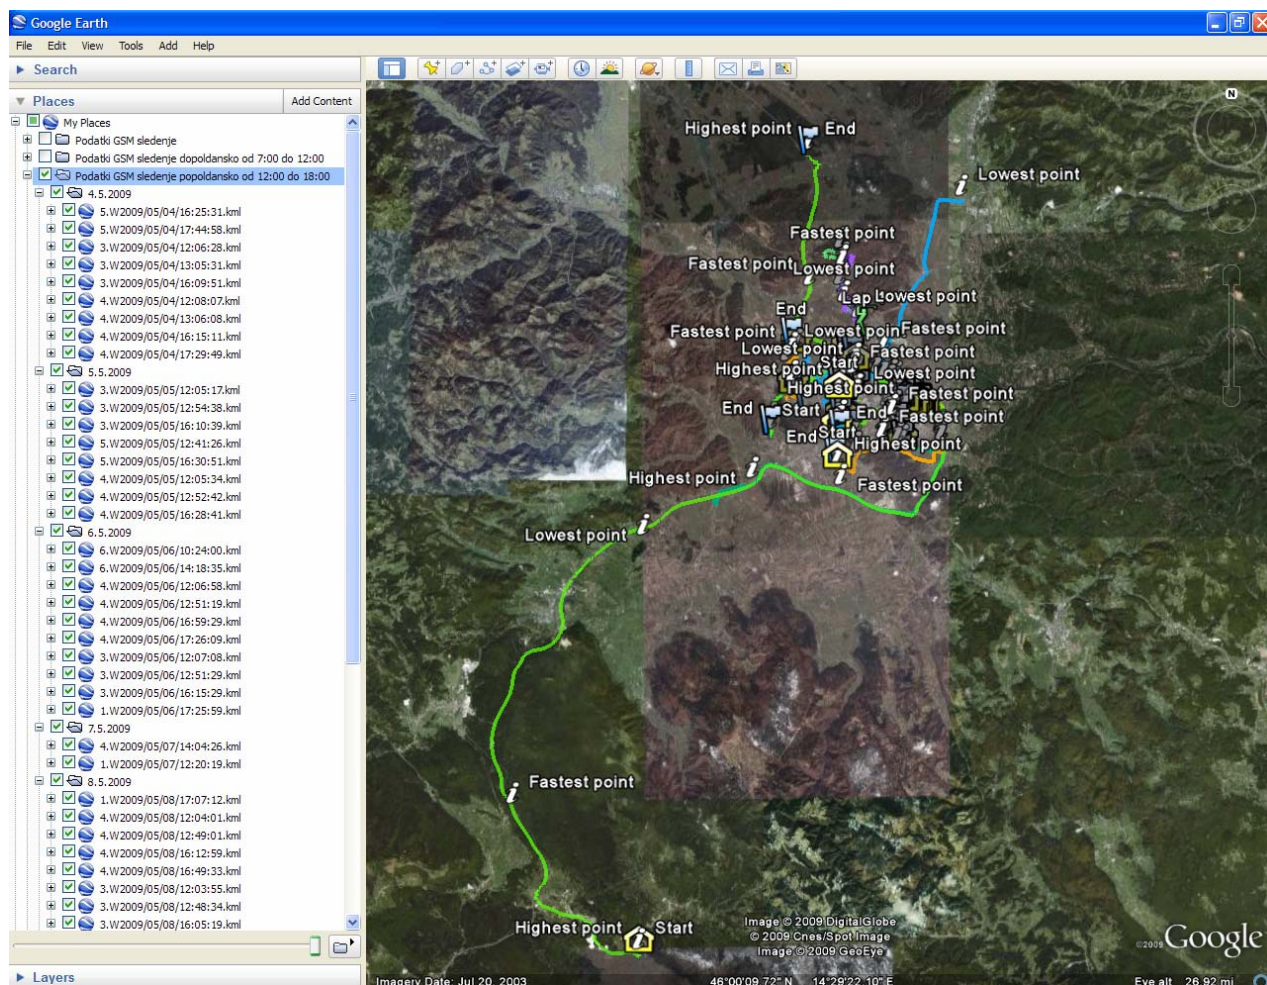 Google Earth
File Edit View Tools Add Help
Search
Places Add Content
My Places
Podatki GSM sledenje
Podatki GSM sledenje dopoldansko od 7:00 do 12:00
Podatki GSM sledenje popoldansko od 12:00 do 18:00
4.5.2009
5.W2009/05/04/16:25:31.kml
5.W2009/05/04/17:44:58.kml
3.W2009/05/04/12:06:28.kml
3.W2009/05/04/13:05:31.kml
3.W2009/05/04/16:09:51.kml
4.W2009/05/04/12:08:07.kml
4.W2009/05/04/13:06:08.kml
4.W2009/05/04/16:15:11.kml
4.W2009/05/04/17:29:49.kml
5.5.2009
3.W2009/05/05/12:05:17.kml
3.W2009/05/05/12:54:38.kml
3.W2009/05/05/16:10:39.kml
5.W2009/05/05/12:41:26.kml
5.W2009/05/05/16:30:51.kml
4.W2009/05/05/12:05:34.kml
4.W2009/05/05/12:52:42.kml
4.W2009/05/05/16:28:41.kml
6.5.2009
6.W2009/05/06/10:24:00.kml
6.W2009/05/06/14:18:35.kml
4.W2009/05/06/12:06:58.kml
4.W2009/05/06/12:51:19.kml
4.W2009/05/06/16:59:29.kml
4.W2009/05/06/17:26:09.kml
3.W2009/05/06/12:07:08.kml
3.W2009/05/06/12:51:29.kml
3.W2009/05/06/16:15:29.kml
1.W2009/05/06/17:25:59.kml
7.5.2009
4.W2009/05/07/14:04:26.kml
1.W2009/05/07/12:20:19.kml
8.5.2009
1.W2009/05/08/17:07:12.kml
4.W2009/05/08/12:04:01.kml
4.W2009/05/08/12:49:01.kml
4.W2009/05/08/16:12:59.kml
4.W2009/05/08/16:49:33.kml
3.W2009/05/08/12:03:55.kml
3.W2009/05/08/12:48:34.kml
3.W2009/05/08/16:05:19.kml
Layers
N
Highest point End
Lowest point
Fastest point
Fastest point Lowest point
Lap Lowest point
End
Fastest point Lowest poin Fastest point
Lowest point Fastest point
Start
Highest point Lowest point
Highest point Fastest point
End Start End Fastest point
End Start Highest point
Highest point Fastest point
Lowest point
Fastest point
Highest point Start
Image © 2009 DigitalGlobe
© 2009 Cnes/Spot Image
Image © 2009 GeoEye
©2009 Google
Imagery Date: Jul 20, 2003 46°00'09.72" N 14°29'22.10" E Eye alt 26.92 mi